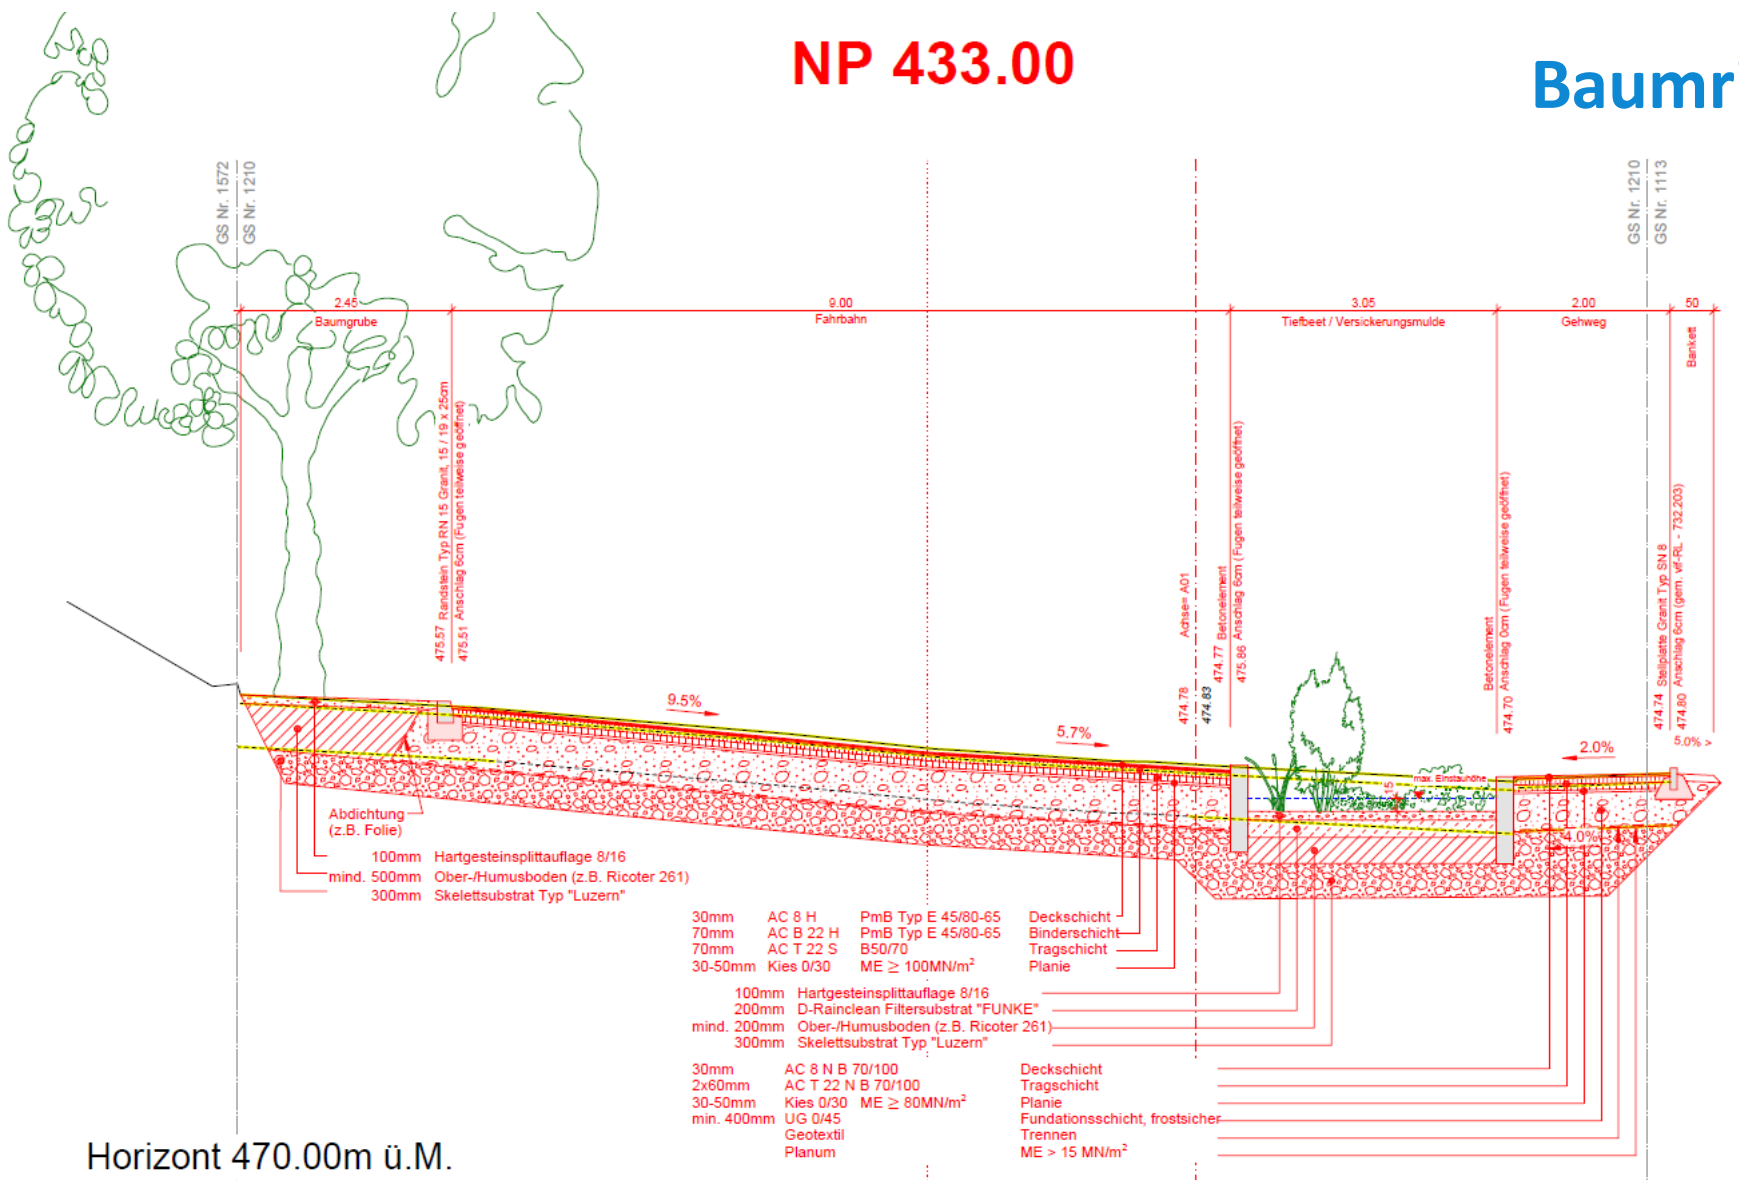 NP 433.00
Baumr
GS Nr. 1572
GS Nr. 1210
GS Nr. 1210
GS Nr. 1113
2.45
9.00
3.05
2.00
50
Baumgrube
Fahrbahn
Tiefbeet / Versickerungsmulde
Gehweg
Bankett
475.57 Randstein Typ RN 15 Granit, 15 / 19 x 25cm
475.51 Anschlag 6cm (Fugen teilweise geöffnet)
Achse= A01
474.78
474.83
474.77 Betonelement
475.86 Anschlag 6cm (Fugen teilweise geöffnet)
Betonelement
474.70 Anschlag 0cm (Fugen teilweise geöffnet)
474.74 Stellplatte Granit Typ SN 8
474.80 Anschlag 6cm (gem. vif-RL - 732.203)
9.5%
5.7%
2.0%
5.0% >
max. Einstauhöhe
15
4.0%
Abdichtung
(z.B. Folie)
100mm Hartgesteinsplittauflage 8/16
mind. 500mm Ober-/Humusboden (z.B. Ricoter 261)
300mm Skelettsubstrat Typ "Luzern"
30mm AC 8 H PmB Typ E 45/80-65 Deckschicht
70mm AC B 22 H PmB Typ E 45/80-65 Binderschicht
70mm AC T 22 S B50/70 Tragschicht
30-50mm Kies 0/30 ME ≥ 100MN/m² Planie
100mm Hartgesteinsplittauflage 8/16
200mm D-Rainclean Filtersubstrat "FUNKE"
mind. 200mm Ober-/Humusboden (z.B. Ricoter 261)
300mm Skelettsubstrat Typ "Luzern"
30mm AC 8 N B 70/100 Deckschicht
2x60mm AC T 22 N B 70/100 Tragschicht
30-50mm Kies 0/30 ME ≥ 80MN/m² Planie
min. 400mm UG 0/45 Fundationsschicht, frostsicher
Geotextil Trennen
Planum ME > 15 MN/m²
Horizont 470.00m ü.M.